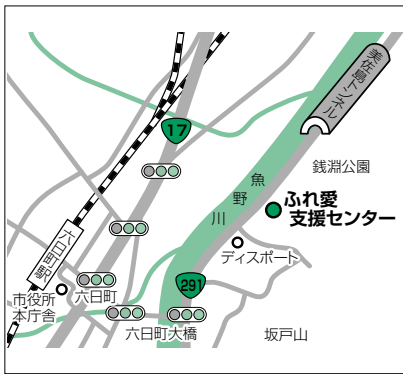 美佐島トンネル
17
銭淵公園
魚野川
ふれ愛
支援センター
六日町駅
ディスポート
291
市役所
本庁舎
六日町
六日町大橋
坂戸山